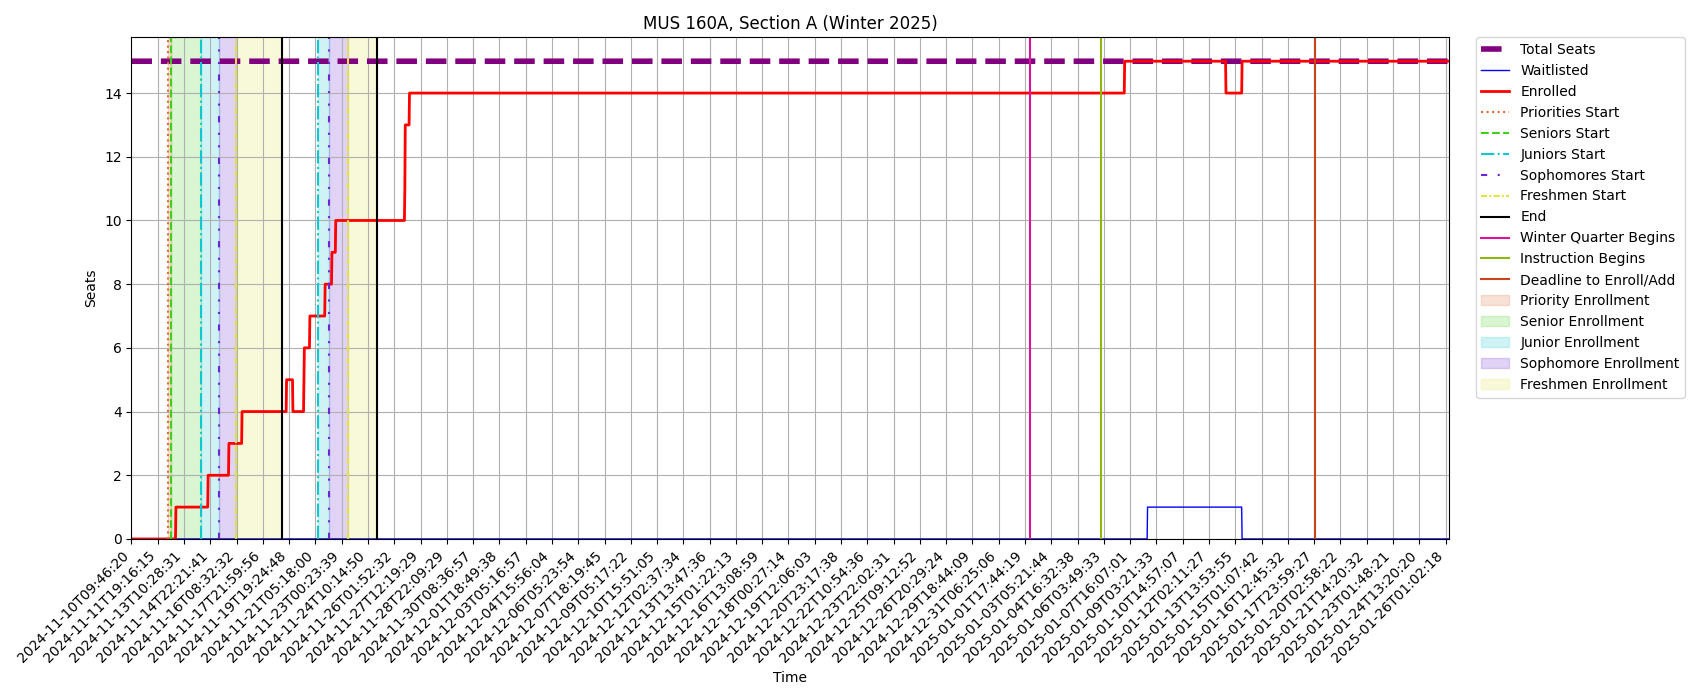 MUS 160A, Section A (Winter 2025)
Seats
14
12
10
8
6
4
2
0
2024-11-10T09:46:20
2024-11-11T19:16:15
2024-11-13T10:28:31
2024-11-14T22:21:41
2024-11-16T08:32:32
2024-11-17T21:59:56
2024-11-19T19:24:48
2024-11-21T05:18:00
2024-11-23T00:23:39
2024-11-24T10:14:50
2024-11-26T01:52:32
2024-11-27T12:19:29
2024-11-28T22:09:29
2024-11-30T08:36:57
2024-12-01T18:49:38
2024-12-03T05:16:57
2024-12-04T15:56:04
2024-12-06T05:23:54
2024-12-07T18:19:45
2024-12-09T05:17:22
2024-12-10T15:51:05
2024-12-12T02:37:34
2024-12-13T13:47:36
2024-12-15T01:22:13
2024-12-16T13:08:59
2024-12-18T00:27:14
2024-12-19T12:06:03
2024-12-20T23:17:38
2024-12-22T10:54:36
2024-12-23T22:02:31
2024-12-25T09:12:52
2024-12-26T20:29:24
2024-12-29T18:44:09
2024-12-31T06:25:06
2025-01-01T17:44:19
2025-01-03T05:21:44
2025-01-04T16:32:38
2025-01-06T03:49:33
2025-01-07T16:07:01
2025-01-09T03:21:33
2025-01-10T14:57:07
2025-01-12T02:11:27
2025-01-13T13:53:55
2025-01-15T01:07:42
2025-01-16T12:45:32
2025-01-17T23:59:27
2025-01-20T02:58:22
2025-01-21T14:20:32
2025-01-23T01:48:21
2025-01-24T13:20:20
2025-01-26T01:02:18
Time
Total Seats
Waitlisted
Enrolled
Priorities Start
Seniors Start
Juniors Start
Sophomores Start
Freshmen Start
End
Winter Quarter Begins
Instruction Begins
Deadline to Enroll/Add
Priority Enrollment
Senior Enrollment
Junior Enrollment
Sophomore Enrollment
Freshmen Enrollment